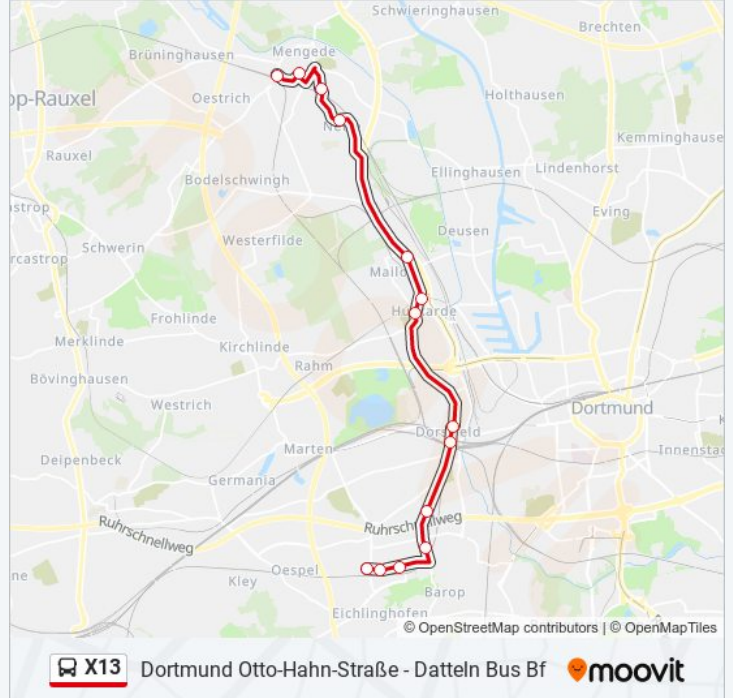 Schwieringhausen
Brechten
Mengede
Brüninghausen
Oestrich
op-Rauxel
Holthausen
Kemminghause
Rauxel
Ellinghausen
Lindenhorst
Bodelschwingh
strop
Eving
Deusen
Westerfilde
Schwerin
rcastrop
Frohlinde
Merklinde
Kirchlinde
Rahm
Bövinghausen
Westrich
Dortmund
Marten
Innenstad
Deipenbeck
Germania
Ruhrschnellweg
ne
Oespel
Kley
Barop
Eichlinghofen
© OpenStreetMap contributors | © OpenMapTiles
X13
Dortmund Otto-Hahn-Straße - Datteln Bus Bf
moovit